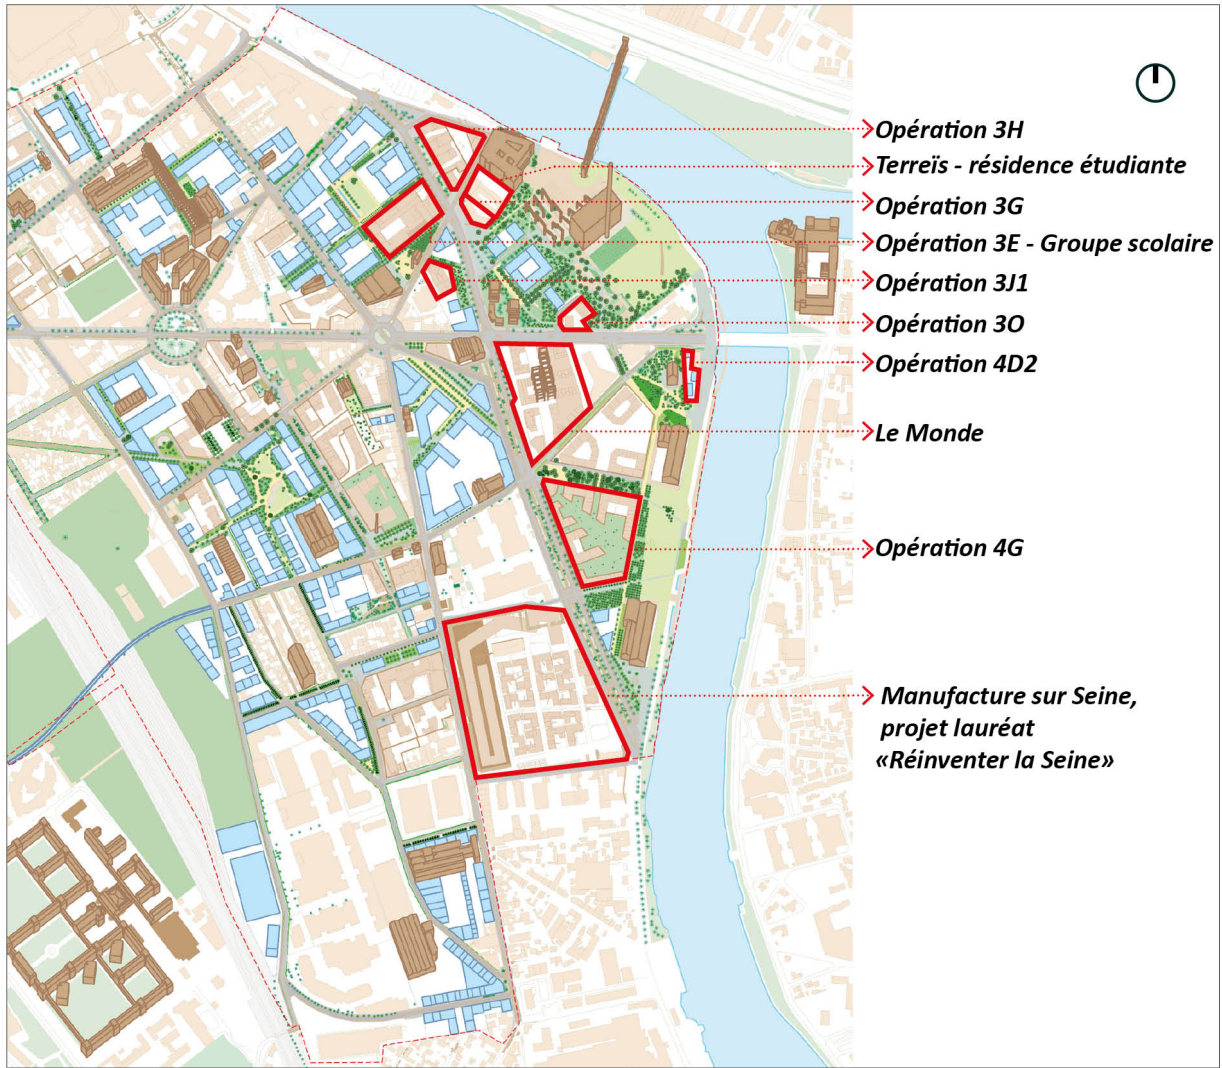 Opération 3H
Terreïs - résidence étudiante
Opération 3G
Opération 3E - Groupe scolaire
Opération 3J1
Opération 3O
Opération 4D2
Le Monde
Opération 4G
Manufacture sur Seine,
projet lauréat
«Réinventer la Seine»